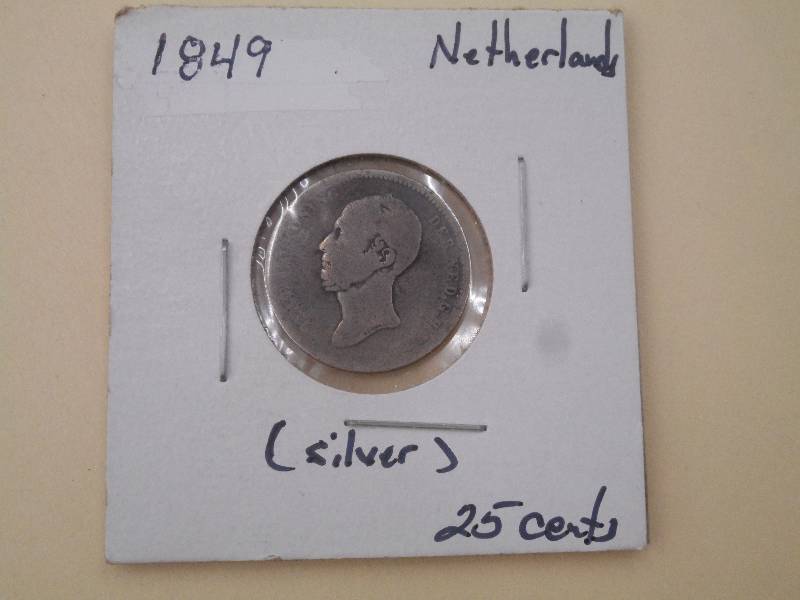 1849 Netherlands
(silver)
25 cents